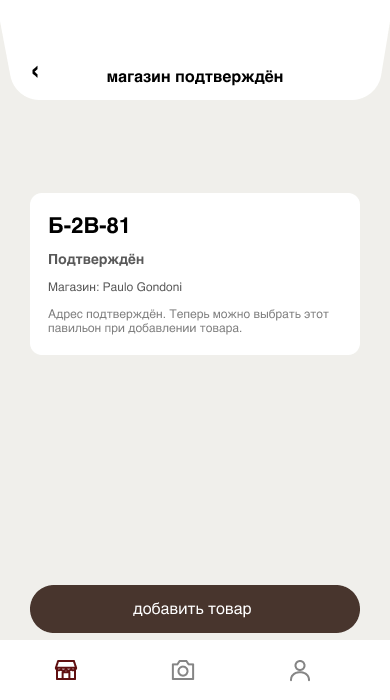 магазин подтверждён
Б-2В-81
Подтверждён
Магазин: Paulo Gondoni
Адрес подтверждён. Теперь можно выбрать этот
павильон при добавлении товара.
добавить товар